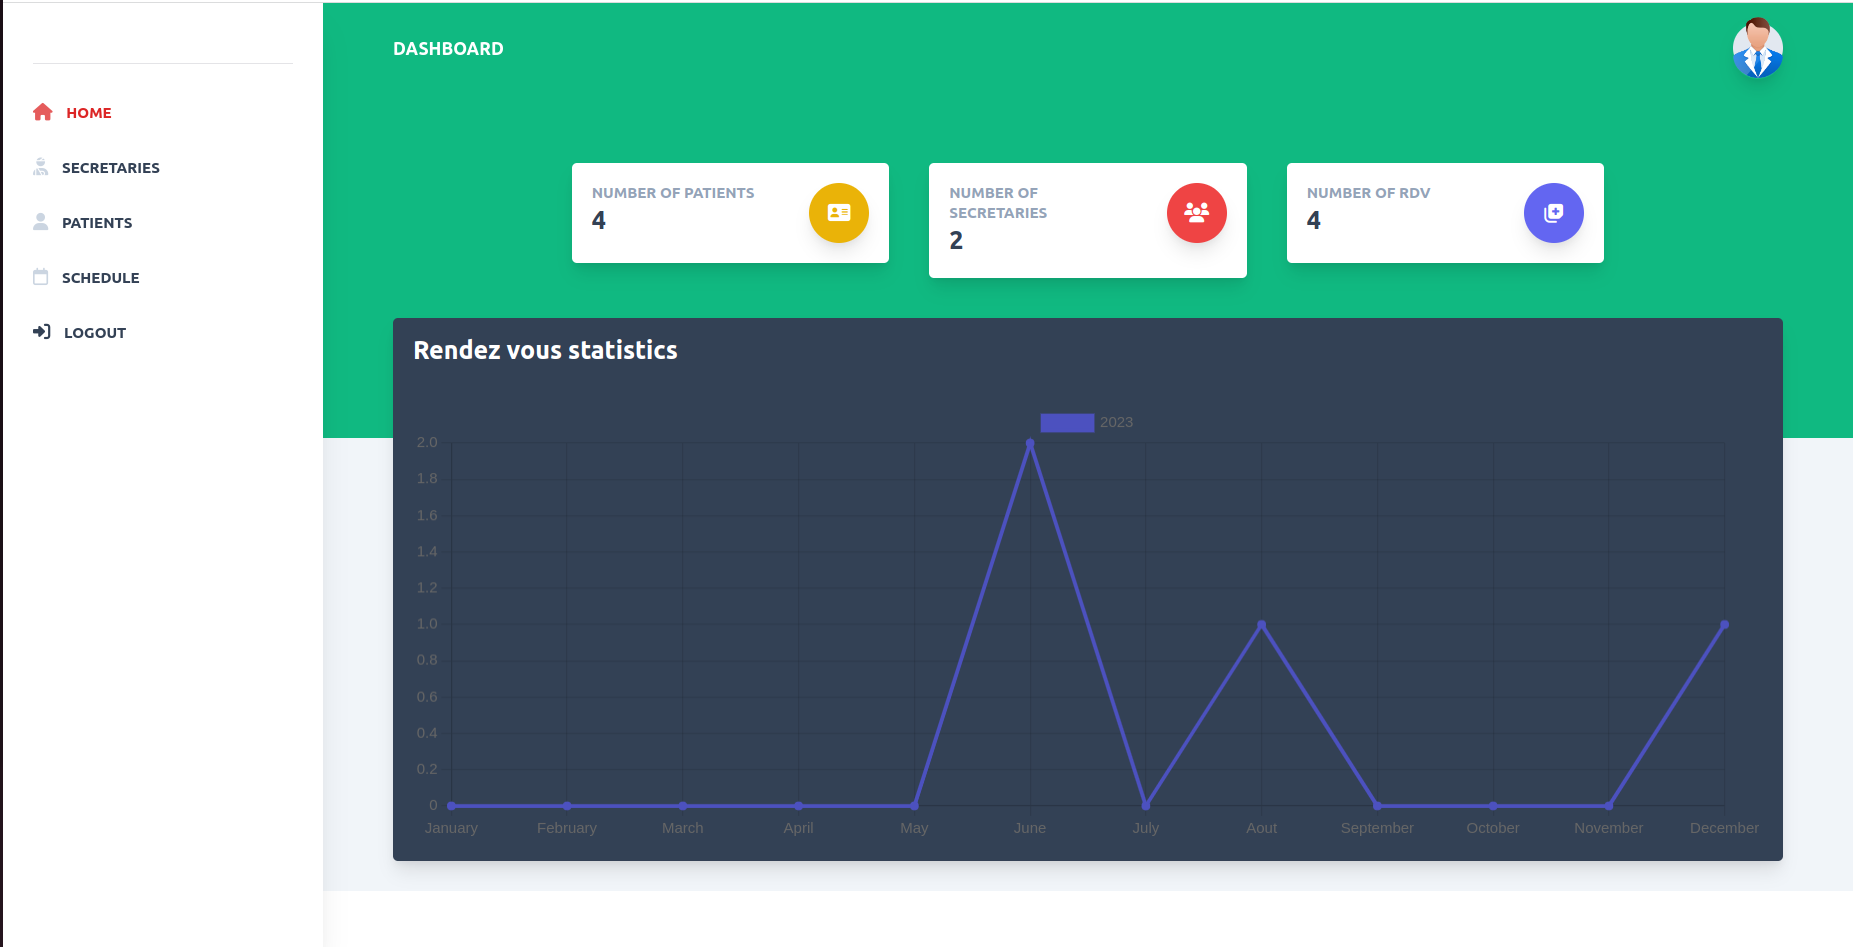 DASHBOARD
HOME
SECRETARIES
PATIENTS
SCHEDULE
LOGOUT
NUMBER OF PATIENTS
4
NUMBER OF
SECRETARIES
2
NUMBER OF RDV
4
Rendez vous statistics
2023
2.0
1.8
1.6
1.4
1.2
1.0
0.8
0.6
0.4
0.2
0
January February March April May June July Aout September October November December